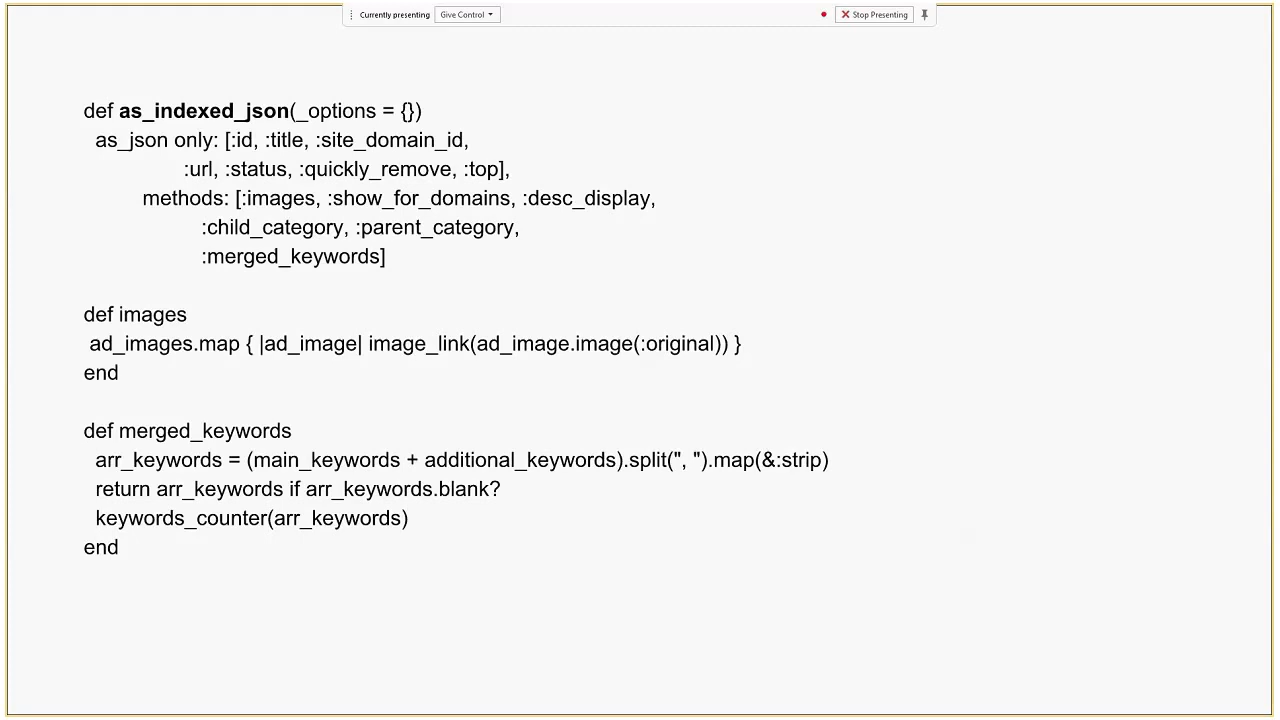 Currently presenting Give Control Stop Presenting
def as_indexed_json(_options = {})
as_json only: [:id, :title, :site_domain_id,
:url, :status, :quickly_remove, :top],
methods: [:images, :show_for_domains, :desc_display,
:child_category, :parent_category,
:merged_keywords]
def images
ad_images.map { |ad_image| image_link(ad_image.image(:original)) }
end
def merged_keywords
arr_keywords = (main_keywords + additional_keywords).split(", ").map(&:strip)
return arr_keywords if arr_keywords.blank?
keywords_counter(arr_keywords)
end